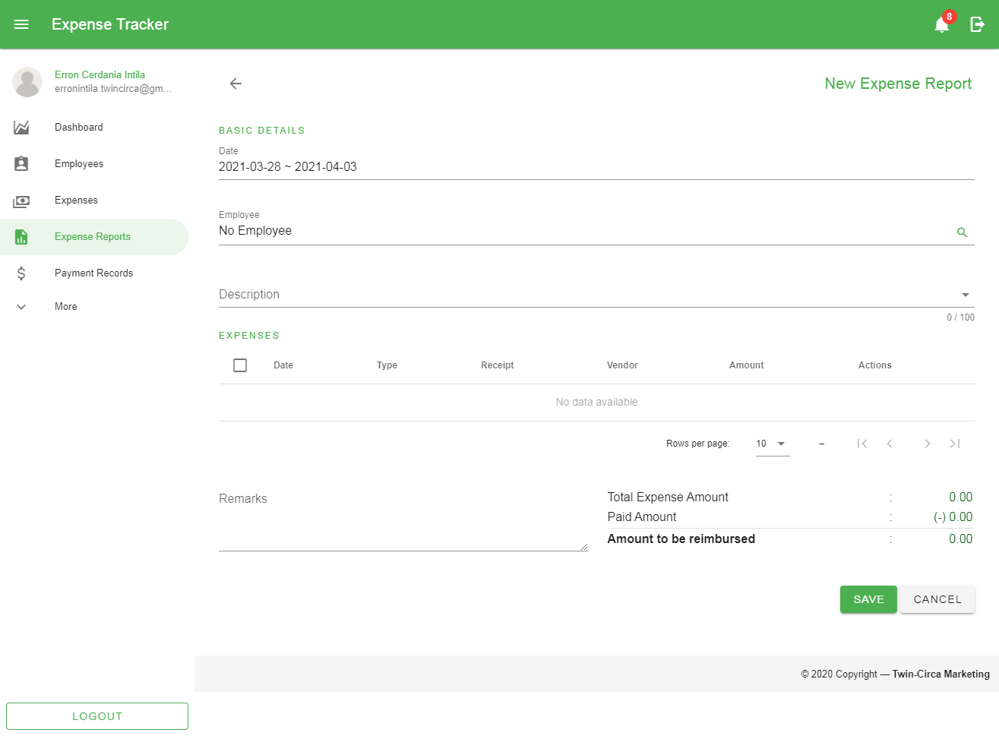 Expense Tracker
8
Erron Cerdania Intila
erronintila.twincirca@gm...
Dashboard
Employees
Expenses
Expense Reports
Payment Records
More
LOGOUT
New Expense Report
BASIC DETAILS
Date
2021-03-28 ~ 2021-04-03
Employee
No Employee
Description
0 / 100
EXPENSES
Date Type Receipt Vendor Amount Actions
No data available
Rows per page: 10 –
Remarks
Total Expense Amount : 0.00
Paid Amount : (-) 0.00
Amount to be reimbursed : 0.00
SAVE CANCEL
© 2020 Copyright — Twin-Circa Marketing